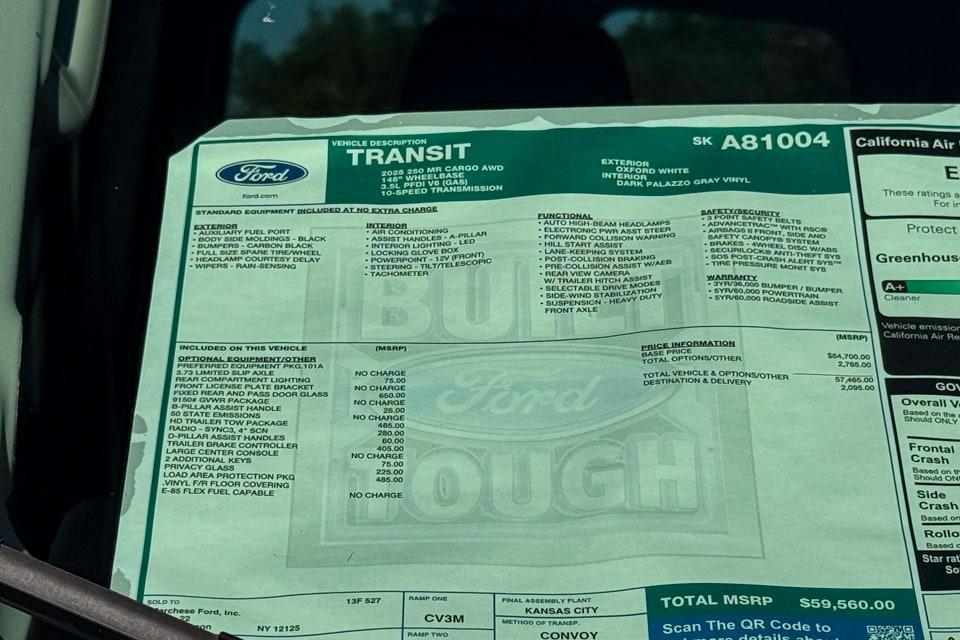 Ford
ford.com
VEHICLE DESCRIPTION
TRANSIT
2025 250 MR CARGO AWD
148" WHEELBASE
3.5L PFDI V6 (GAS)
10-SPEED TRANSMISSION
SK A81004
EXTERIOR
OXFORD WHITE
INTERIOR
DARK PALAZZO GRAY VINYL
STANDARD EQUIPMENT INCLUDED AT NO EXTRA CHARGE
EXTERIOR
• AUXILIARY FUEL PORT
• BODY SIDE MOLDINGS - BLACK
• BUMPERS - CARBON BLACK
• FULL SIZE SPARE TIRE/WHEEL
• HEADLAMP COURTESY DELAY
• WIPERS - RAIN-SENSING
INTERIOR
• AIR CONDITIONING
• ASSIST HANDLES - A-PILLAR
• INTERIOR LIGHTING - LED
• LOCKING GLOVE BOX
• POWERPOINT - 12V (FRONT)
• STEERING - TILT/TELESCOPIC
• TACHOMETER
FUNCTIONAL
• AUTO HIGH-BEAM HEADLAMPS
• ELECTRONIC PWR ASST STEER
• FORWARD COLLISION WARNING
• HILL START ASSIST
• LANE-KEEPING SYSTEM
• POST-COLLISION BRAKING
• PRE-COLLISION ASSIST W/AEB
• REAR VIEW CAMERA
W/ TRAILER HITCH ASSIST
• SELECTABLE DRIVE MODES
• SIDE-WIND STABILIZATION
• SUSPENSION - HEAVY DUTY
FRONT AXLE
SAFETY/SECURITY
• 3 POINT SAFETY BELTS
• ADVANCETRAC™ WITH RSC®
• AIRBAGS FRONT, SIDE AND
SAFETY CANOPY® SYSTEM
• BRAKES - 4WHEEL DISC W/ABS
• SECURILOCK® ANTI-THEFT SYS
• SOS POST-CRASH ALERT SYS™
• TIRE PRESSURE MONIT SYS
WARRANTY
• 3YR/36,000 BUMPER / BUMPER
• 5YR/60,000 POWERTRAIN
• 5YR/60,000 ROADSIDE ASSIST
INCLUDED ON THIS VEHICLE (MSRP)
OPTIONAL EQUIPMENT/OTHER
PREFERRED EQUIPMENT PKG.101A
3.73 LIMITED SLIP AXLE
REAR COMPARTMENT LIGHTING
FRONT LICENSE PLATE BRACKET
FIXED REAR AND PASS DOOR GLASS
9150# GVWR PACKAGE
B-PILLAR ASSIST HANDLE
50 STATE EMISSIONS
HD TRAILER TOW PACKAGE
RADIO - SYNC3, 4" SCN
D-PILLAR ASSIST HANDLES
TRAILER BRAKE CONTROLLER
LARGE CENTER CONSOLE
2 ADDITIONAL KEYS
PRIVACY GLASS
LOAD AREA PROTECTION PKG
.VINYL F/R FLOOR COVERING
E-85 FLEX FUEL CAPABLE
NO CHARGE
75.00
NO CHARGE
650.00
NO CHARGE
25.00
NO CHARGE
485.00
280.00
60.00
405.00
NO CHARGE
75.00
225.00
485.00
NO CHARGE
PRICE INFORMATION (MSRP)
BASE PRICE $54,700.00
TOTAL OPTIONS/OTHER 2,765.00
TOTAL VEHICLE & OPTIONS/OTHER 57,465.00
DESTINATION & DELIVERY 2,095.00
BUILT
Ford
TOUGH
SOLD TO
archese Ford, Inc.
22
NY 12125
13F 527
RAMP ONE
CV3M
RAMP TWO
FINAL ASSEMBLY PLANT
KANSAS CITY
METHOD OF TRANSP.
CONVOY
TOTAL MSRP $59,560.00
Scan The QR Code to
California Air
These ratings a
For in
Protect
Greenhouse
A+
Cleaner
Vehicle emission
California Air Re
GOV
Overall V
Based on the
Should ONLY
Frontal
Crash
Based on th
Should ONL
Side
Crash
Based on
Rollo
Based o
Star rat
So